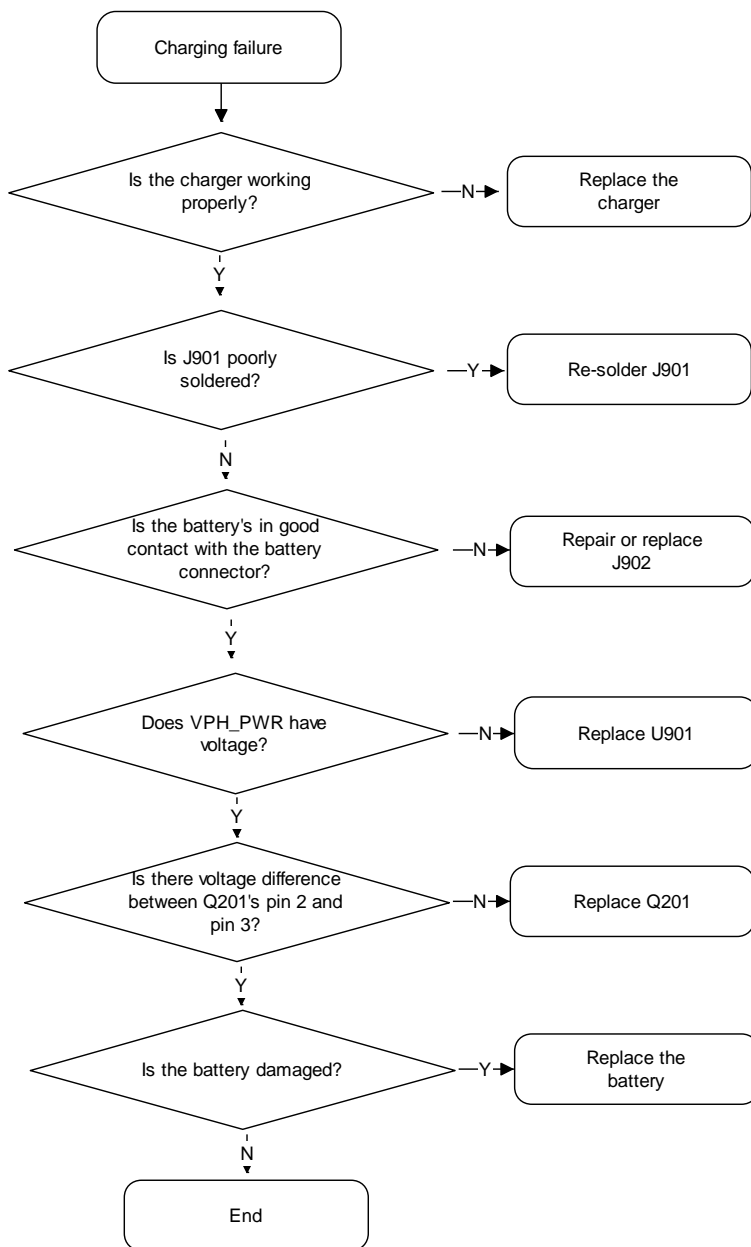 Charging failure
Is the charger working
properly?
N
Replace the
charger
Y
Is J901 poorly
soldered?
Y
Re-solder J901
N
Is the battery's in good
contact with the battery
connector?
N
Repair or replace
J902
Y
Does VPH_PWR have
voltage?
N
Replace U901
Y
Is there voltage difference
between Q201's pin 2 and
pin 3?
N
Replace Q201
Y
Is the battery damaged?
Y
Replace the
battery
N
End